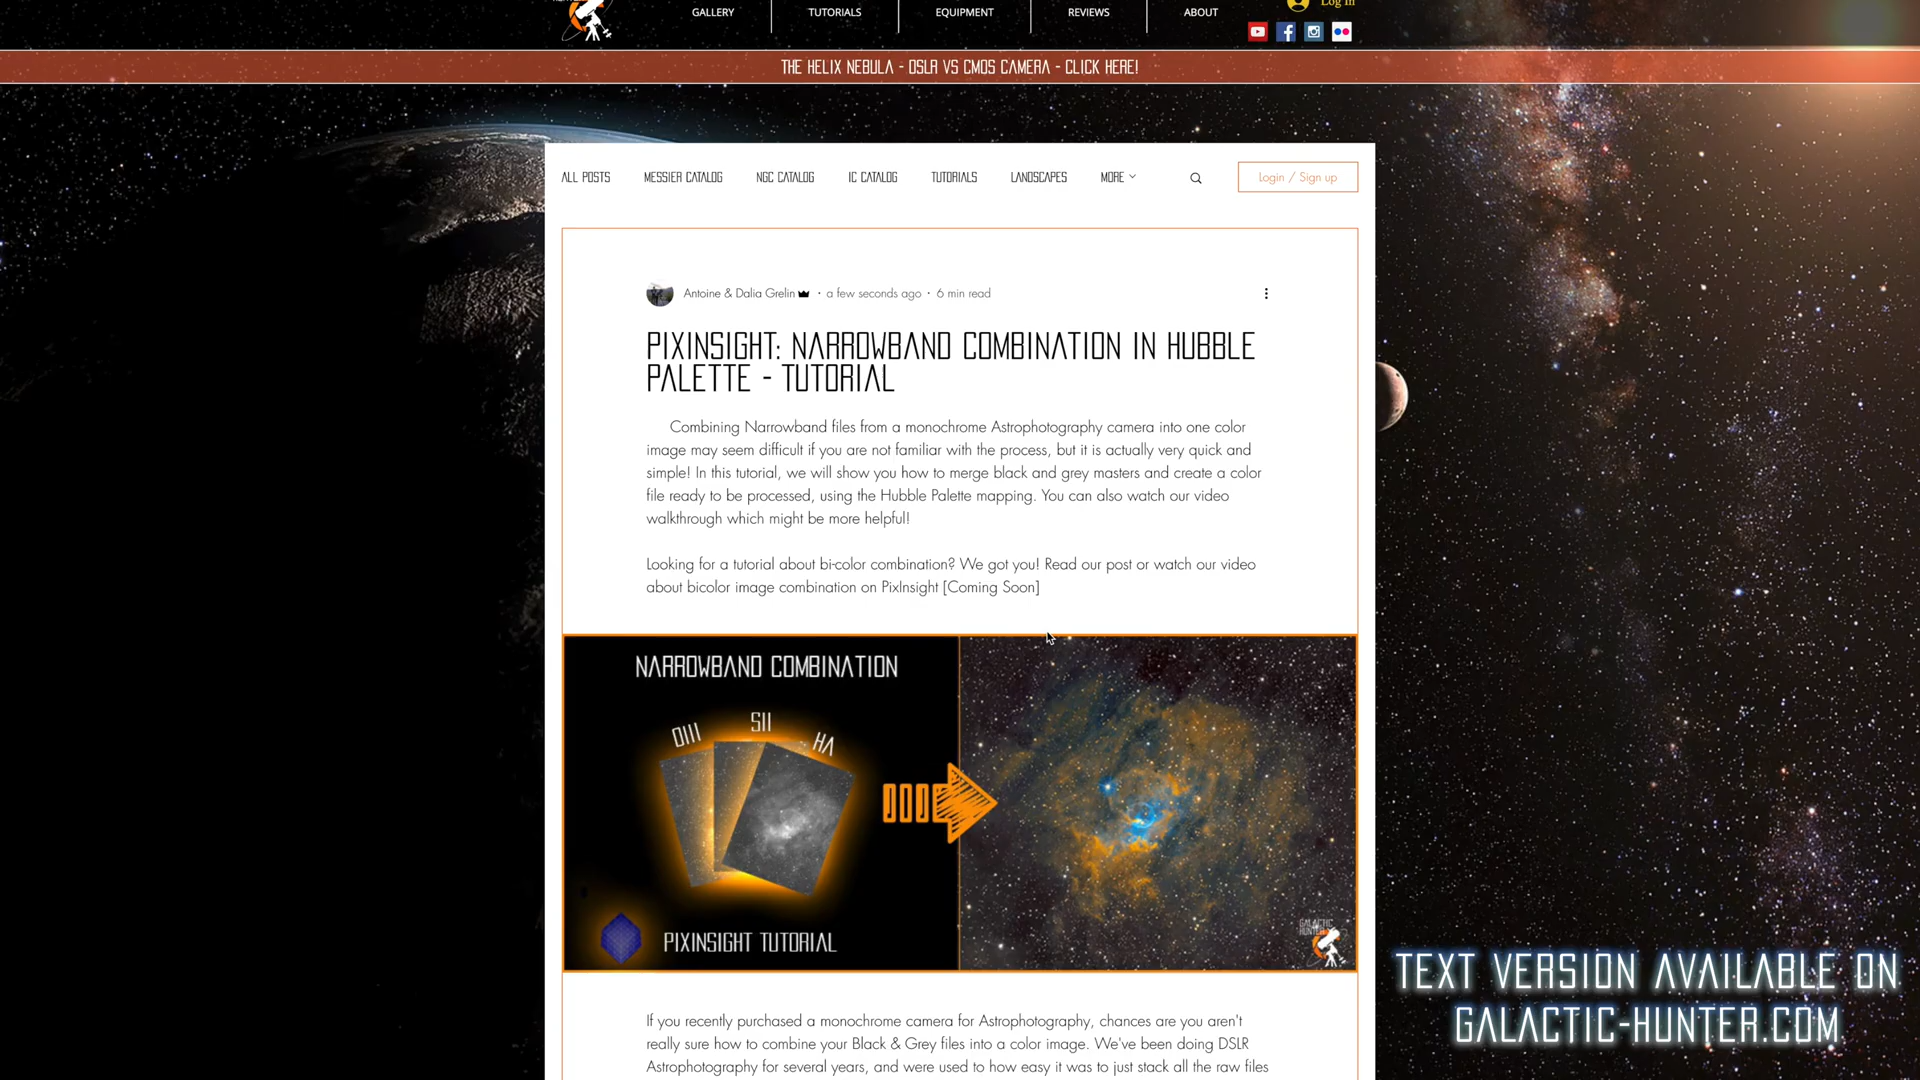 GALLERY
TUTORIALS
EQUIPMENT
REVIEWS
ABOUT
Log In
THE HELIX NEBULA - DSLR VS CMOS CAMERA - CLICK HERE!
ALL POSTS
MESSIER CATALOG
NGC CATALOG
IC CATALOG
TUTORIALS
LANDSCAPES
MORE
Login / Sign up
Antoine & Dalia Grelin · a few seconds ago · 6 min read
PIXINSIGHT: NARROWBAND COMBINATION IN HUBBLE
PALETTE - TUTORIAL
Combining Narrowband files from a monochrome Astrophotography camera into one color
image may seem difficult if you are not familiar with the process, but it is actually very quick and
simple! In this tutorial, we will show you how to merge black and grey masters and create a color
file ready to be processed, using the Hubble Palette mapping. You can also watch our video
walkthrough which might be more helpful!
Looking for a tutorial about bi-color combination? We got you! Read our post or watch our video
about bicolor image combination on PixInsight [Coming Soon]
NARROWBAND COMBINATION
OIII
SII
HA
PIXINSIGHT TUTORIAL
GALACTIC
HUNTER
If you recently purchased a monochrome camera for Astrophotography, chances are you aren't
really sure how to combine your Black & Grey files into a color image. We've been doing DSLR
Astrophotography for several years, and were used to how easy it was to just stack all the raw files
TEXT VERSION AVAILABLE ON
GALACTIC-HUNTER.COM